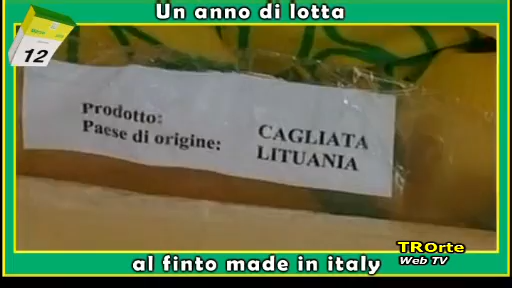 Un anno di lotta
12
Prodotto: CAGLIATA
Paese di origine: LITUANIA
TROrte
Web TV
al finto made in italy